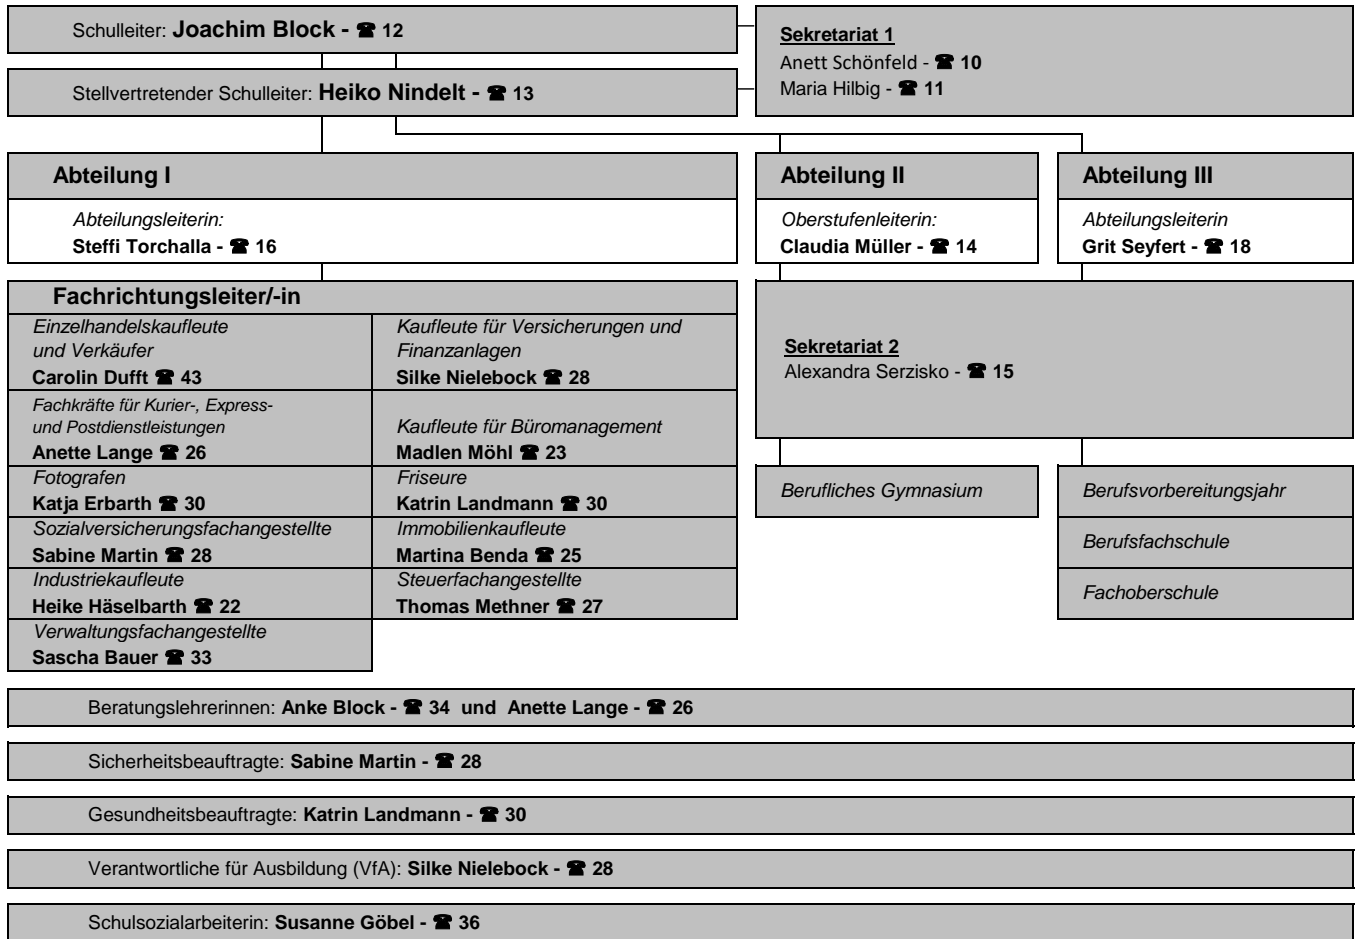 Schulleiter: Joachim Block - ☎ 12
Sekretariat 1
Anett Schönfeld - ☎ 10
Maria Hilbig - ☎ 11
Stellvertretender Schulleiter: Heiko Nindelt - ☎ 13
Abteilung I
Abteilungsleiterin:
Steffi Torchalla - ☎ 16
Abteilung II
Oberstufenleiterin:
Claudia Müller - ☎ 14
Abteilung III
Abteilungsleiterin
Grit Seyfert - ☎ 18
Fachrichtungsleiter/-in
Einzelhandelskaufleute
und Verkäufer
Carolin Dufft ☎ 43
Kaufleute für Versicherungen und
Finanzanlagen
Silke Nielebock ☎ 28
Fachkräfte für Kurier-, Express-
und Postdienstleistungen
Anette Lange ☎ 26
Kaufleute für Büromanagement
Madlen Möhl ☎ 23
Fotografen
Katja Erbarth ☎ 30
Friseure
Katrin Landmann ☎ 30
Sozialversicherungsfachangestellte
Sabine Martin ☎ 28
Immobilienkaufleute
Martina Benda ☎ 25
Industriekaufleute
Heike Häselbarth ☎ 22
Steuerfachangestellte
Thomas Methner ☎ 27
Verwaltungsfachangestellte
Sascha Bauer ☎ 33
Sekretariat 2
Alexandra Serzisko - ☎ 15
Berufliches Gymnasium
Berufsvorbereitungsjahr
Berufsfachschule
Fachoberschule
Beratungslehrerinnen: Anke Block - ☎ 34 und Anette Lange - ☎ 26
Sicherheitsbeauftragte: Sabine Martin - ☎ 28
Gesundheitsbeauftragte: Katrin Landmann - ☎ 30
Verantwortliche für Ausbildung (VfA): Silke Nielebock - ☎ 28
Schulsozialarbeiterin: Susanne Göbel - ☎ 36